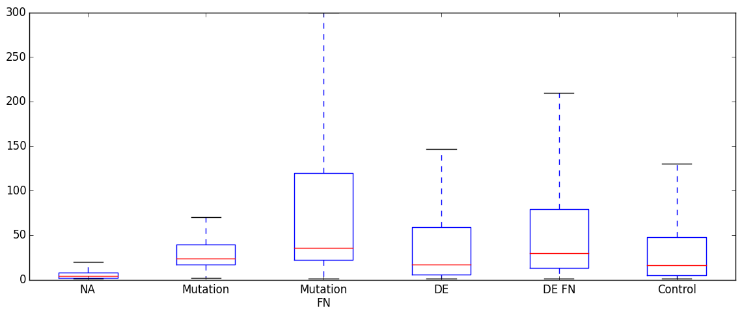 300
250
200
150
100
50
0
NA
Mutation
Mutation
FN
DE
DE FN
Control